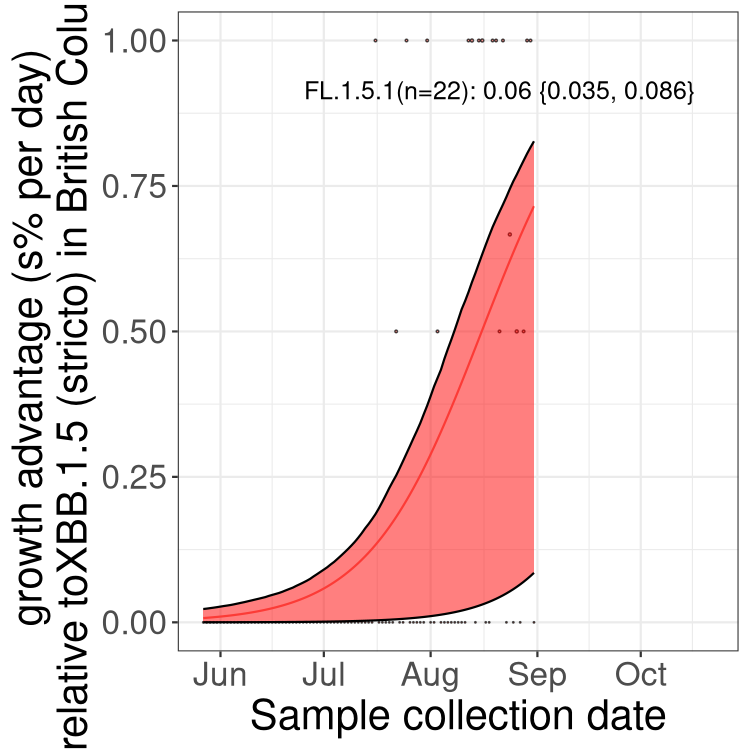 growth advantage (s% per day)
relative toXBB.1.5 (stricto) in British Colu
1.00
0.75
0.50
0.25
0.00
FL.1.5.1(n=22): 0.06 {0.035, 0.086}
Jun Jul Aug Sep Oct
Sample collection date